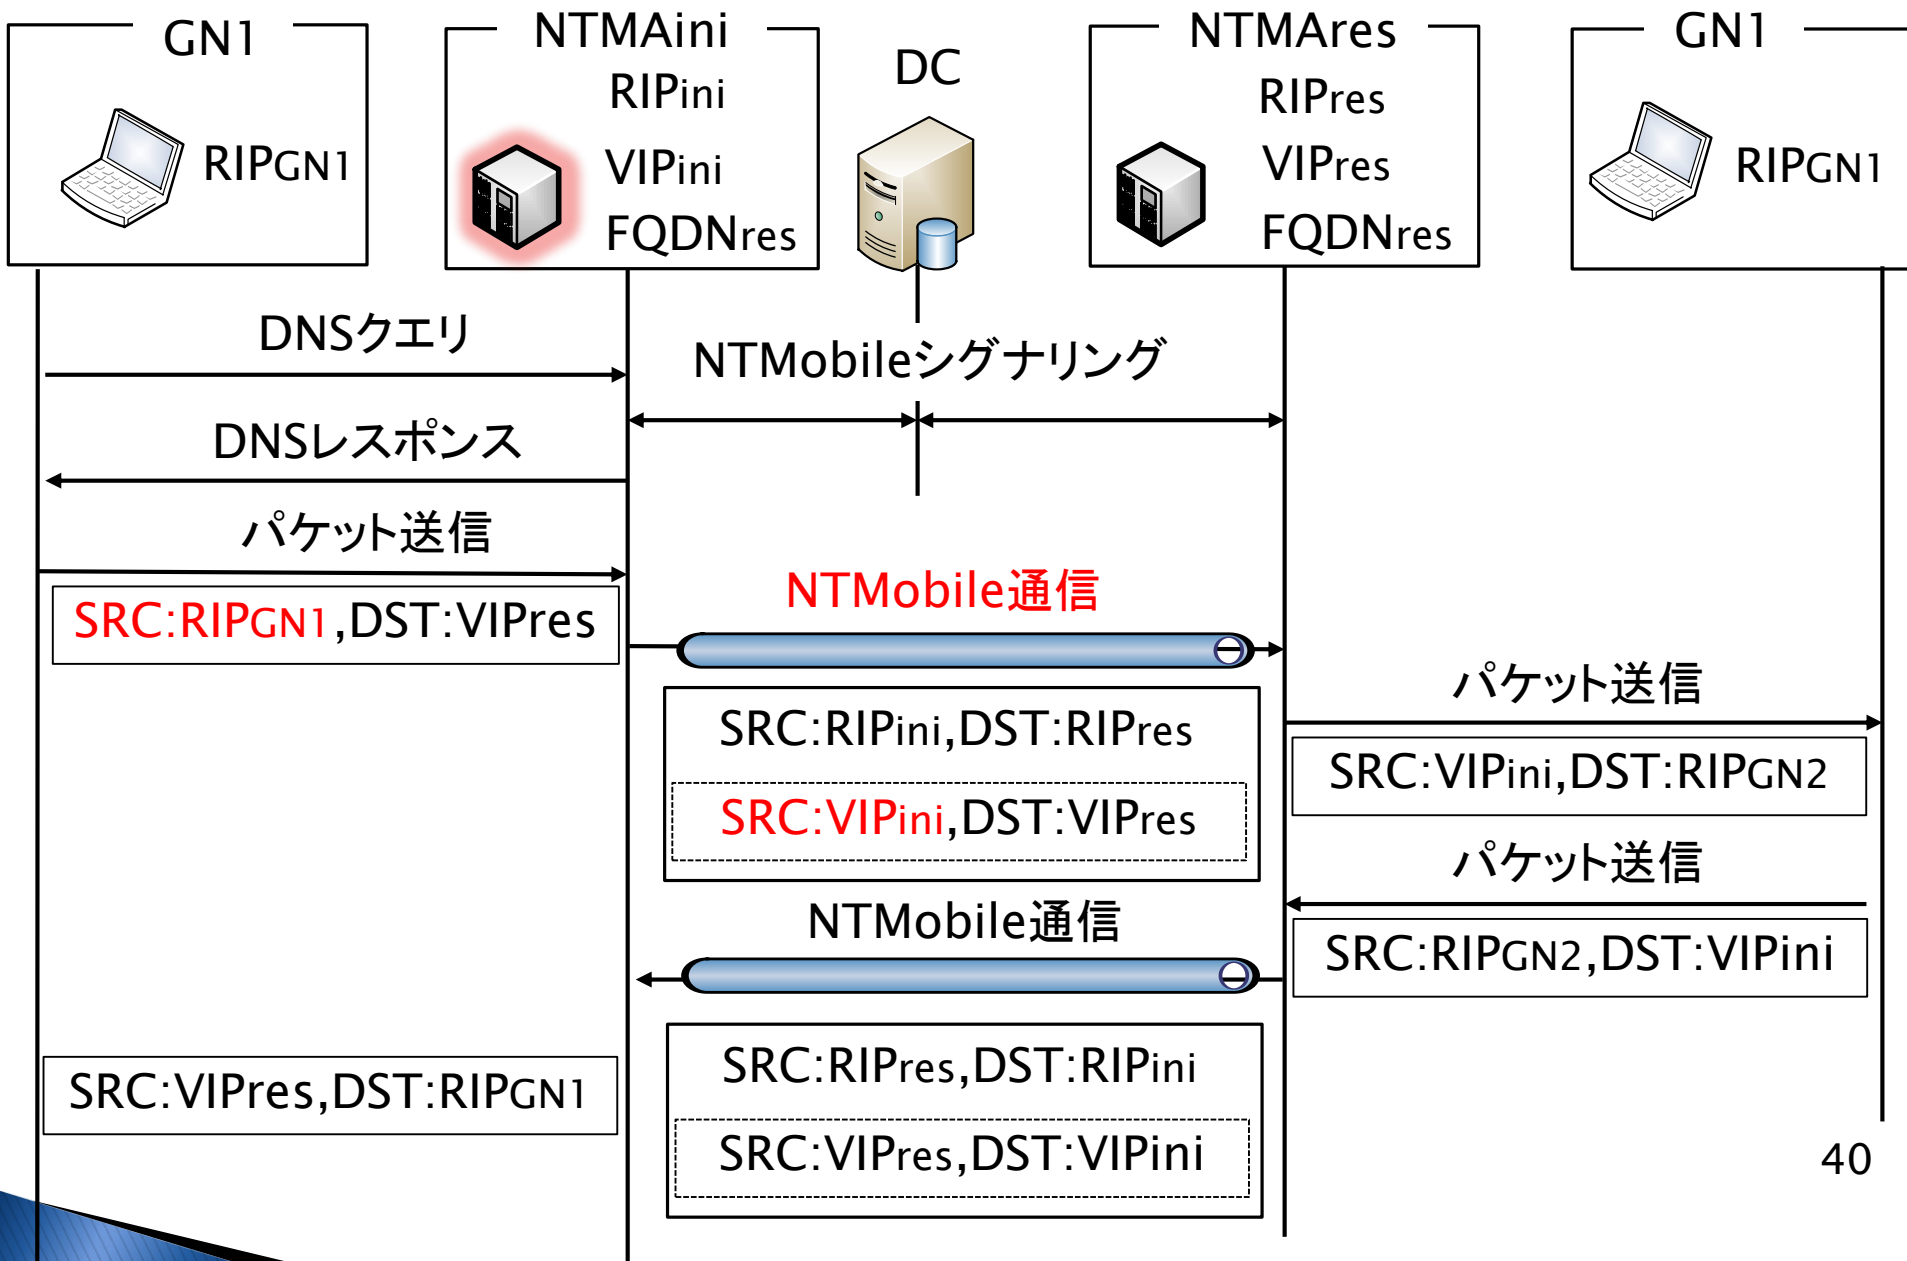 GN1
RIPGN1
NTMAini
RIPini
VIPini
FQDNres
DC
NTMAres
RIPres
VIPres
FQDNres
GN1
RIPGN1
DNSクエリ
NTMobileシグナリング
DNSレスポンス
パケット送信
SRC:RIPGN1,DST:VIPres
NTMobile通信
SRC:RIPini,DST:RIPres
SRC:VIPini,DST:VIPres
パケット送信
SRC:VIPini,DST:RIPGN2
パケット送信
SRC:RIPGN2,DST:VIPini
NTMobile通信
SRC:RIPres,DST:RIPini
SRC:VIPres,DST:VIPini
SRC:VIPres,DST:RIPGN1
40